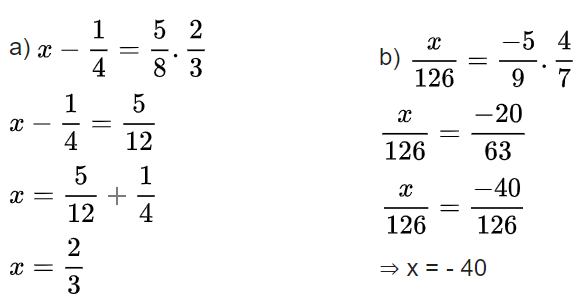 a) x − 1/4 = 5/8 . 2/3
x − 1/4 = 5/12
x = 5/12 + 1/4
x = 2/3
b) x/126 = −5/9 . 4/7
x/126 = −20/63
x/126 = −40/126
⇒ x = - 40